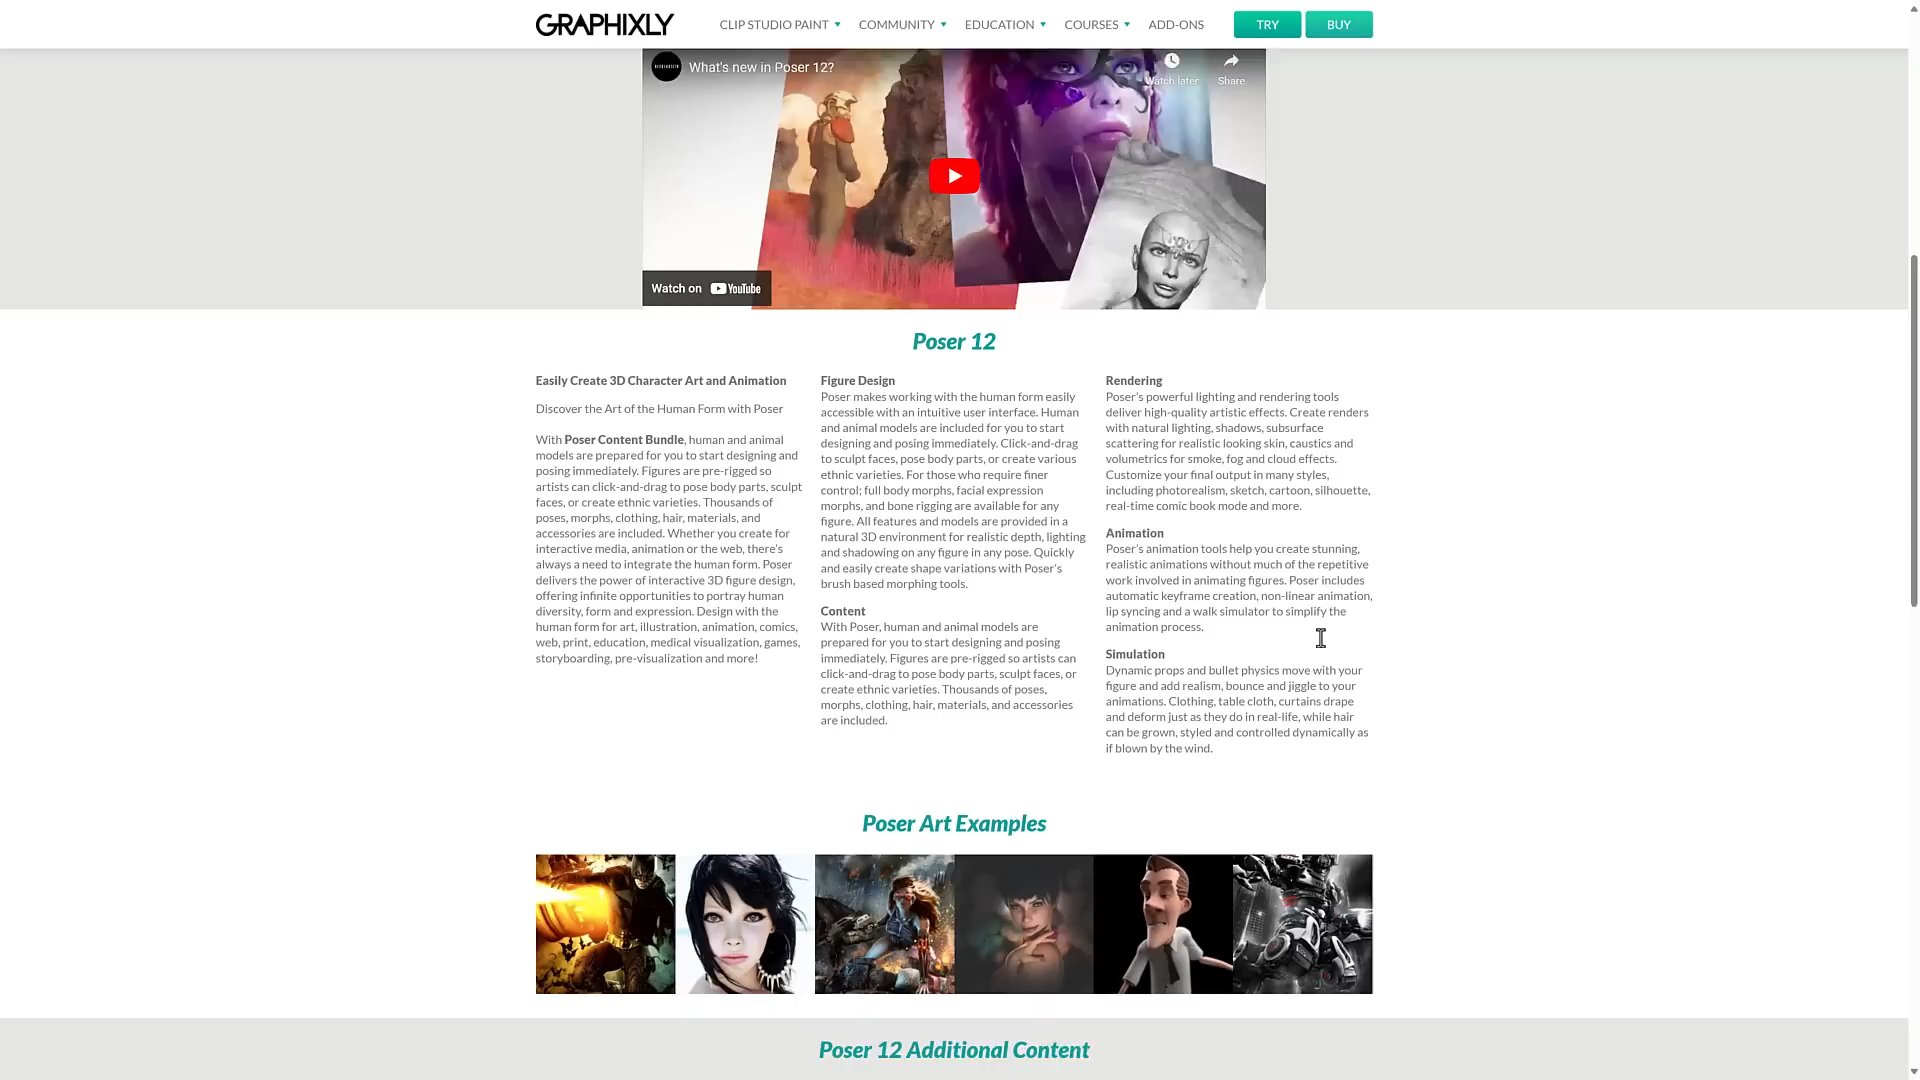 GRAPHIXLY
CLIP STUDIO PAINT
COMMUNITY
EDUCATION
COURSES
ADD-ONS
TRY
BUY
What's new in Poser 12?
Watch later
Share
Watch on YouTube
Poser 12
Easily Create 3D Character Art and Animation
Discover the Art of the Human Form with Poser
With Poser Content Bundle, human and animal
models are prepared for you to start designing and
posing immediately. Figures are pre-rigged so
artists can click-and-drag to pose body parts, sculpt
faces, or create ethnic varieties. Thousands of
poses, morphs, clothing, hair, materials, and
accessories are included. Whether you create for
interactive media, animation or the web, there's
always a need to integrate the human form. Poser
delivers the power of interactive 3D figure design,
offering infinite opportunities to portray human
diversity, form and expression. Design with the
human form for art, illustration, animation, comics,
web, print, education, medical visualization, games,
storyboarding, pre-visualization and more!
Figure Design
Poser makes working with the human form easily
accessible with an intuitive user interface. Human
and animal models are included for you to start
designing and posing immediately. Click-and-drag
to sculpt faces, pose body parts, or create various
ethnic varieties. For those who require finer
control; full body morphs, facial expression
morphs, and bone rigging are available for any
figure. All features and models are provided in a
natural 3D environment for realistic depth, lighting
and shadowing on any figure in any pose. Quickly
and easily create shape variations with Poser's
brush based morphing tools.
Content
With Poser, human and animal models are
prepared for you to start designing and posing
immediately. Figures are pre-rigged so artists can
click-and-drag to pose body parts, sculpt faces, or
create ethnic varieties. Thousands of poses,
morphs, clothing, hair, materials, and accessories
are included.
Rendering
Poser's powerful lighting and rendering tools
deliver high-quality artistic effects. Create renders
with natural lighting, shadows, subsurface
scattering for realistic looking skin, caustics and
volumetrics for smoke, fog and cloud effects.
Customize your final output in many styles,
including photorealism, sketch, cartoon, silhouette,
real-time comic book mode and more.
Animation
Poser's animation tools help you create stunning,
realistic animations without much of the repetitive
work involved in animating figures. Poser includes
automatic keyframe creation, non-linear animation,
lip syncing and a walk simulator to simplify the
animation process.
Simulation
Dynamic props and bullet physics move with your
figure and add realism, bounce and jiggle to your
animations. Clothing, table cloth, curtains drape
and deform just as they do in real-life, while hair
can be grown, styled and controlled dynamically as
if blown by the wind.
Poser Art Examples
Poser 12 Additional Content